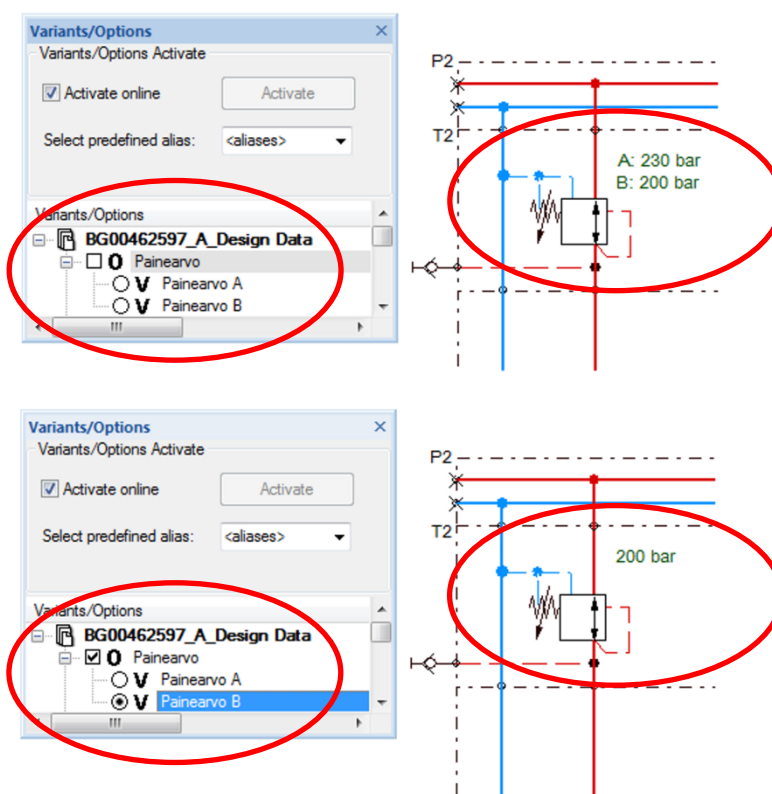 Variants/Options
Variants/Options Activate
Activate online
Activate
Select predefined alias:
<aliases>
Variants/Options
BG00462597_A_Design Data
O Painearvo
V Painearvo A
V Painearvo B
P2
T2
A: 230 bar
B: 200 bar
Variants/Options
Variants/Options Activate
Activate online
Activate
Select predefined alias:
<aliases>
Variants/Options
BG00462597_A_Design Data
O Painearvo
V Painearvo A
V Painearvo B
P2
T2
200 bar